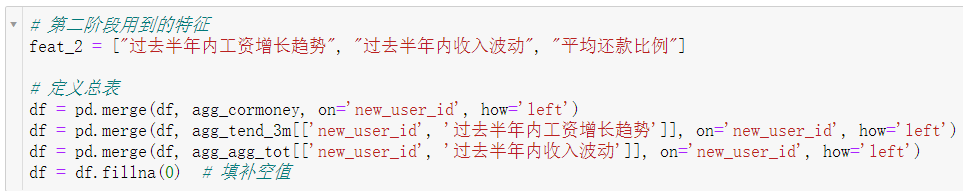 # 第二阶段用到的特征
feat_2 = ["过去半年内工资增长趋势", "过去半年内收入波动", "平均还款比例"]
# 定义总表
df = pd.merge(df, agg_cormoney, on='new_user_id', how='left')
df = pd.merge(df, agg_tend_3m[['new_user_id', '过去半年内工资增长趋势']], on='new_user_id', how='left')
df = pd.merge(df, agg_agg_tot[['new_user_id', '过去半年内收入波动']], on='new_user_id', how='left')
df = df.fillna(0)  # 填补空值